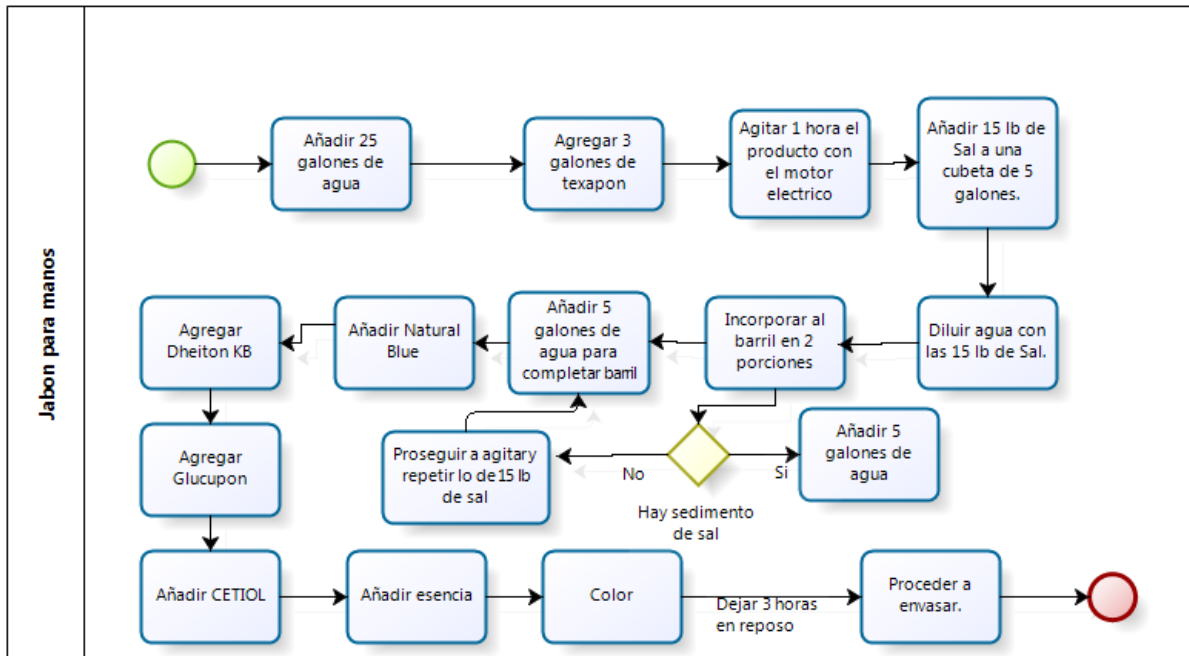 Jabon para manos
Añadir 25
galones de
agua
Agregar 3
galones de
texapon
Agitar 1 hora el
producto con
el motor
electrico
Añadir 15 lb de
Sal a una
cubeta de 5
galones.
Diluir agua con
las 15 lb de Sal.
Incorporar al
barril en 2
porciones
Añadir 5
galones de
agua para
completar barril
Añadir Natural
Blue
Agregar
Dheiton KB
Agregar
Glucupon
Proseguir a agitary
repetir lo de 15 lb
de sal
No
Hay sedimento
de sal
Si
Añadir 5
galones de
agua
Añadir CETIOL
Añadir esencia
Color
Dejar 3 horas
en reposo
Proceder a
envasar.